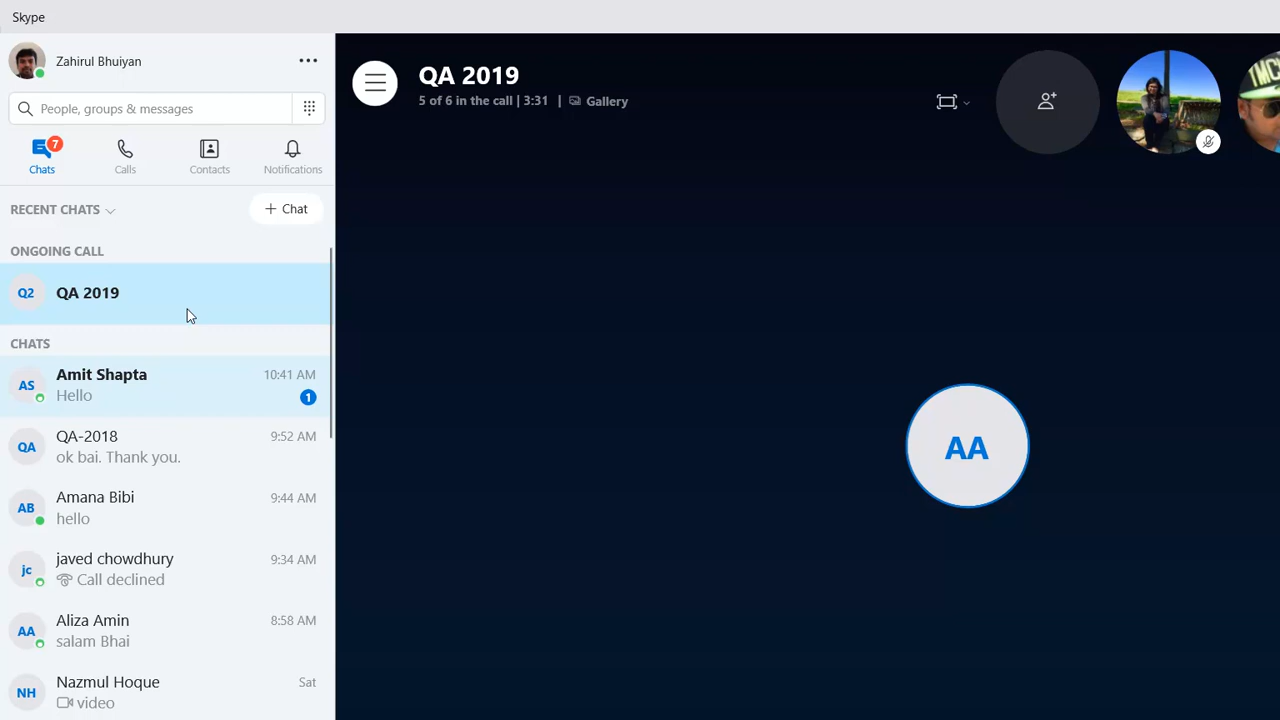 Skype
Zahirul Bhuiyan
People, groups & messages
7
Chats
Calls
Contacts
Notifications
RECENT CHATS
+ Chat
ONGOING CALL
Q2
QA 2019
CHATS
AS
Amit Shapta
10:41 AM
Hello
1
QA
QA-2018
9:52 AM
ok bai. Thank you.
AB
Amana Bibi
9:44 AM
hello
jc
javed chowdhury
9:34 AM
Call declined
AA
Aliza Amin
8:58 AM
salam Bhai
NH
Nazmul Hoque
Sat
video
QA 2019
5 of 6 in the call | 3:31 | Gallery
TMC
AA